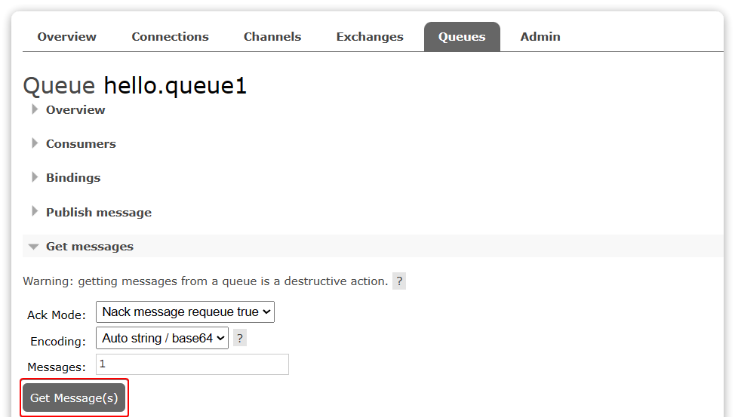 Overview Connections Channels Exchanges Queues Admin
Queue hello.queue1
Overview
Consumers
Bindings
Publish message
Get messages
Warning: getting messages from a queue is a destructive action. ?
Ack Mode: Nack message requeue true
Encoding: Auto string / base64 ?
Messages: 1
Get Message(s)